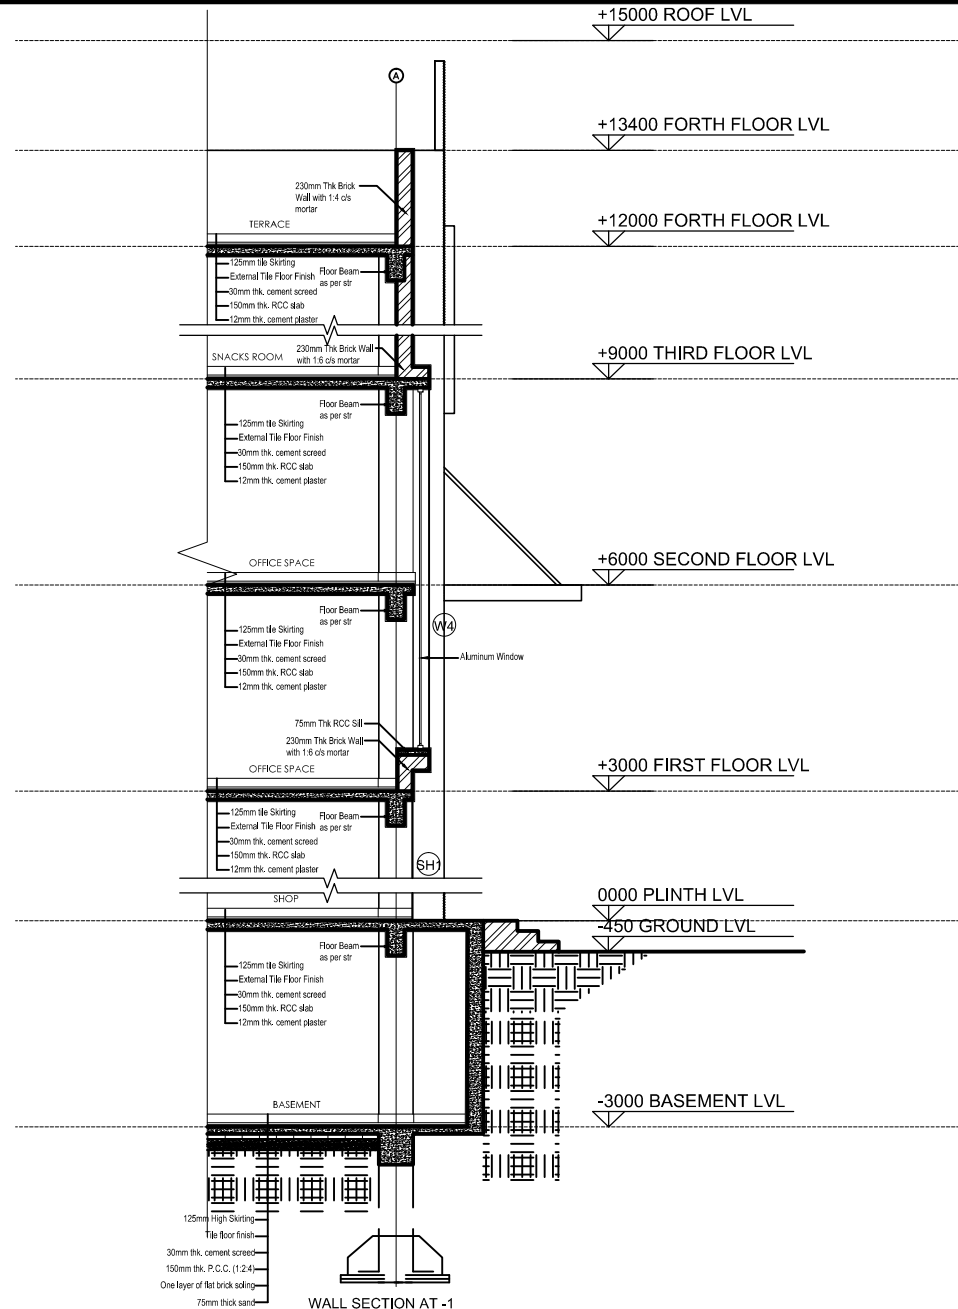 +15000 ROOF LVL
A
+13400 FORTH FLOOR LVL
230mm Thk Brick
Wall with 1:4 c/s
mortar
TERRACE
+12000 FORTH FLOOR LVL
125mm tile Skirting
External Tile Floor Finish
30mm thk. cement screed
150mm thk. RCC slab
12mm thk. cement plaster
Floor Beam
as per str
SNACKS ROOM
230mm Thk Brick Wall
with 1:6 c/s mortar
+9000 THIRD FLOOR LVL
Floor Beam
as per str
125mm tile Skirting
External Tile Floor Finish
30mm thk. cement screed
150mm thk. RCC slab
12mm thk. cement plaster
OFFICE SPACE
+6000 SECOND FLOOR LVL
Floor Beam
as per str
125mm tile Skirting
External Tile Floor Finish
30mm thk. cement screed
150mm thk. RCC slab
12mm thk. cement plaster
W4
Aluminum Window
75mm Thk RCC Sill
230mm Thk Brick Wall
with 1:6 c/s mortar
OFFICE SPACE
+3000 FIRST FLOOR LVL
125mm tile Skirting
External Tile Floor Finish
30mm thk. cement screed
150mm thk. RCC slab
12mm thk. cement plaster
Floor Beam
as per str
SH1
SHOP
0000 PLINTH LVL
-450 GROUND LVL
Floor Beam
as per str
125mm tile Skirting
External Tile Floor Finish
30mm thk. cement screed
150mm thk. RCC slab
12mm thk. cement plaster
BASEMENT
-3000 BASEMENT LVL
125mm High Skirting
Tile floor finish
30mm thk. cement screed
150mm thk. P.C.C. (1:2:4)
One layer of flat brick soling
75mm thick sand
WALL SECTION AT -1